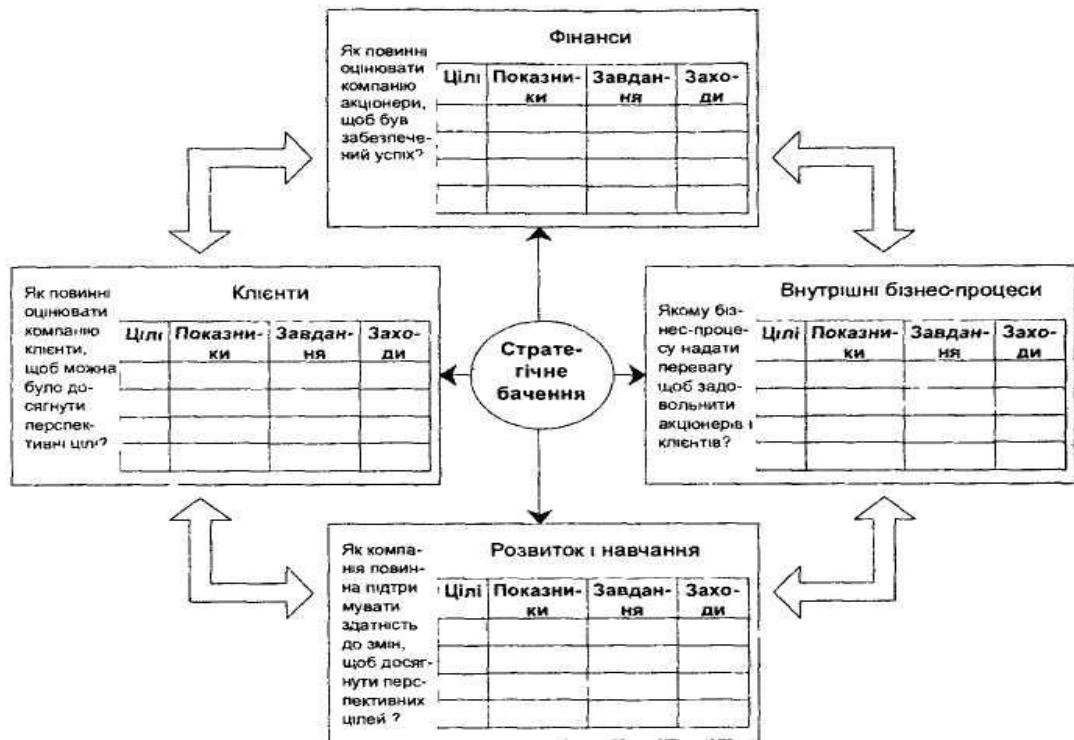 Фінанси
Як повинні
оцінювати
компанію
акціонери,
щоб був
забезпече-
ний успіх?
Цілі Показни- Завдан- Захо-
ки ня ди
Клієнти
Як повинні
оцінювати
компанію
клієнти,
щоб можна
було до-
сягнути
перспек-
тивні цілі?
Цілі Показни- Завдан- Захо-
ки ня ди
Страте-
гічне
бачення
Внутрішні бізнес-процеси
Якому біз-
нес-проце-
су надати
перевагу
щоб задо-
вольнити
акціонерів і
клієнтів?
Цілі Показни- Завдан- Захо-
ки ня ди
Розвиток і навчання
Як компа-
нія повин-
на підтри
мувати
здатність
до змін,
щоб досяг-
нути перс-
пективних
цілей ?
Цілі Показни- Завдан- Захо-
ки ня ди